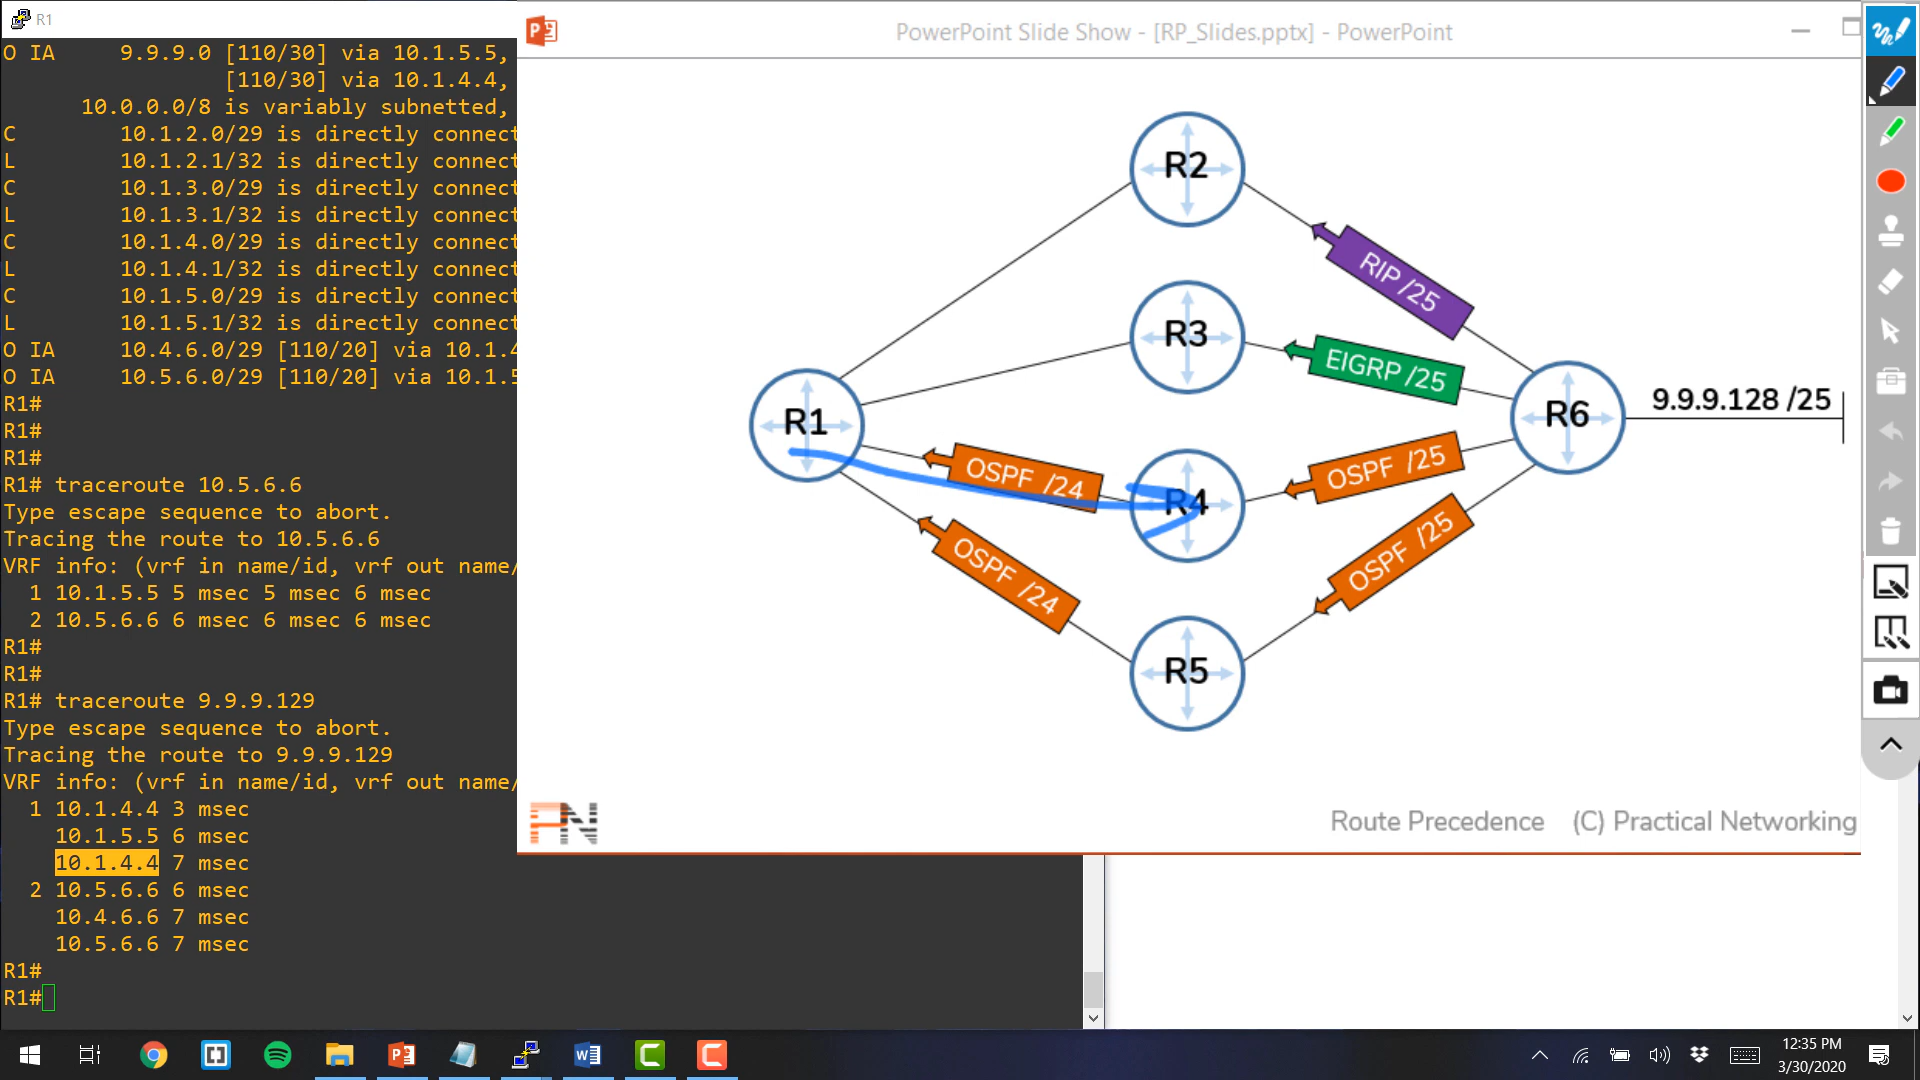 R1
O IA     9.9.9.0 [110/30] via 10.1.5.5,
[110/30] via 10.1.4.4,
10.0.0.0/8 is variably subnetted,
C        10.1.2.0/29 is directly connect
L        10.1.2.1/32 is directly connect
C        10.1.3.0/29 is directly connect
L        10.1.3.1/32 is directly connect
C        10.1.4.0/29 is directly connect
L        10.1.4.1/32 is directly connect
C        10.1.5.0/29 is directly connect
L        10.1.5.1/32 is directly connect
O IA     10.4.6.0/29 [110/20] via 10.1.4
O IA     10.5.6.0/29 [110/20] via 10.1.5
R1#
R1#
R1#
R1# traceroute 10.5.6.6
Type escape sequence to abort.
Tracing the route to 10.5.6.6
VRF info: (vrf in name/id, vrf out name/
1 10.1.5.5 5 msec 5 msec 6 msec
2 10.5.6.6 6 msec 6 msec 6 msec
R1#
R1#
R1# traceroute 9.9.9.129
Type escape sequence to abort.
Tracing the route to 9.9.9.129
VRF info: (vrf in name/id, vrf out name/
1 10.1.4.4 3 msec
10.1.5.5 6 msec
10.1.4.4 7 msec
2 10.5.6.6 6 msec
10.4.6.6 7 msec
10.5.6.6 7 msec
R1#
R1#
PowerPoint Slide Show - [RP_Slides.pptx] - PowerPoint
R2
RIP /25
R3
EIGRP /25
R1
R6
9.9.9.128 /25
OSPF /24
R4
OSPF /25
OSPF /24
OSPF /25
R5
PN
Route Precedence (C) Practical Networking
12:35 PM
3/30/2020